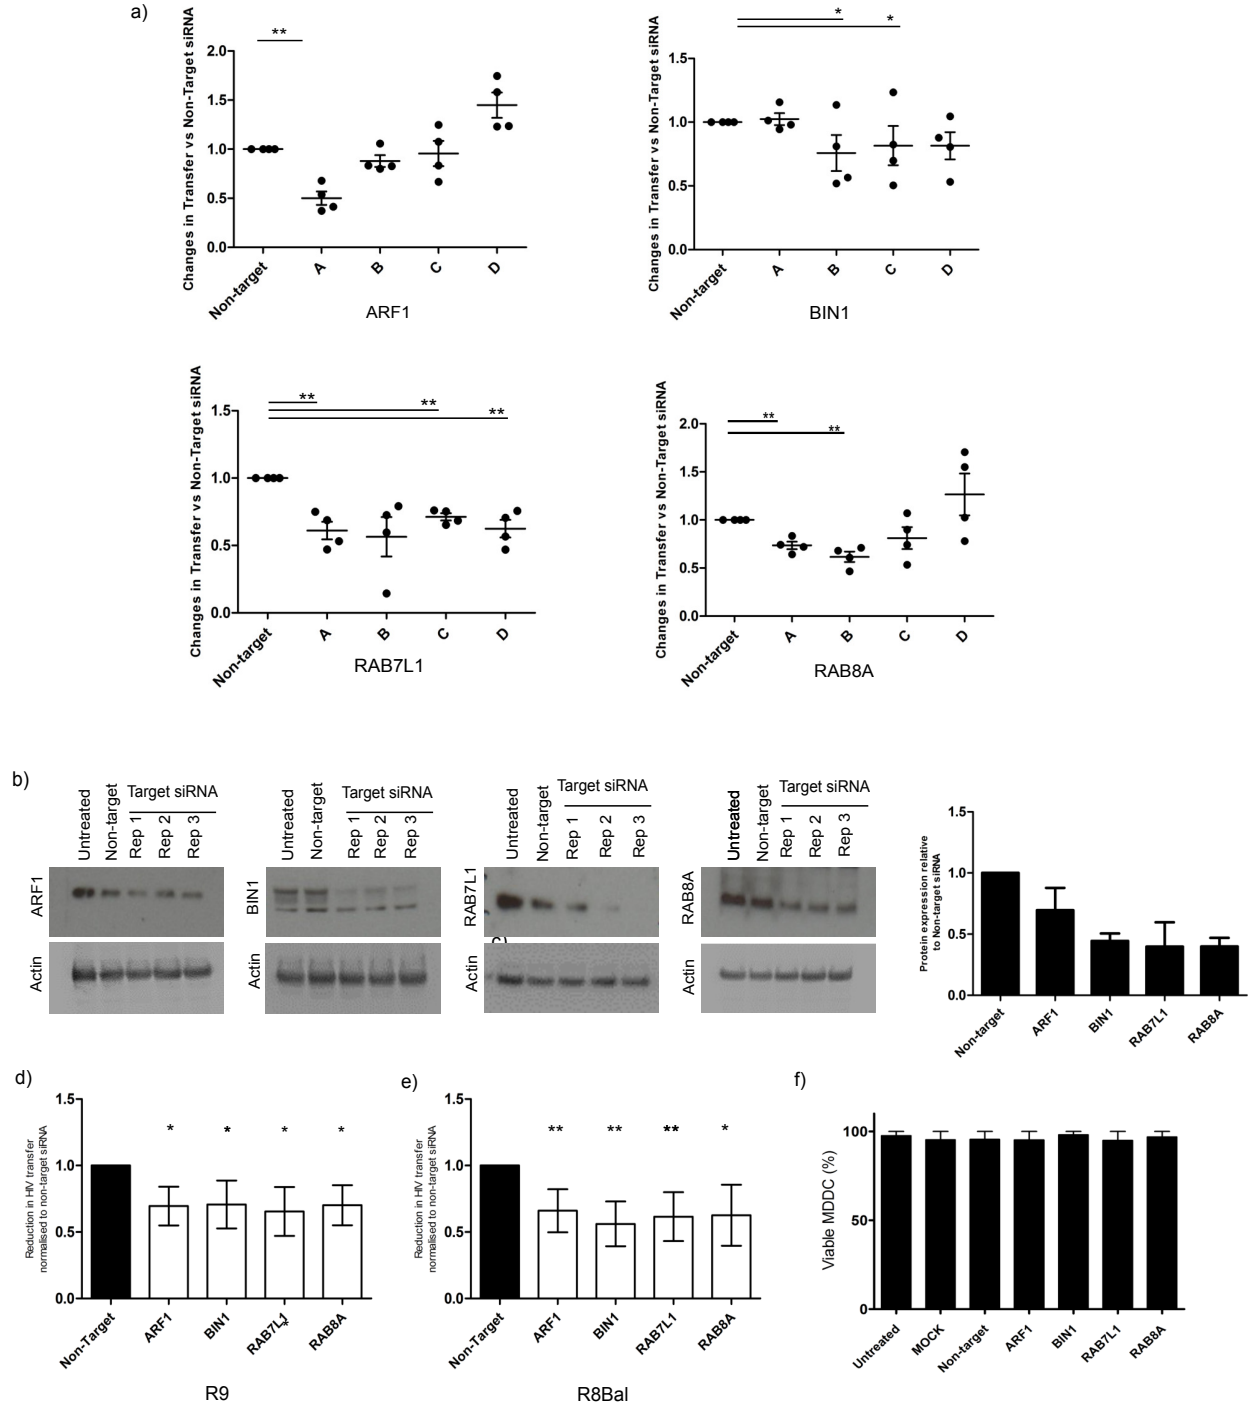 a)
Changes in Transfer vs Non-Target siRNA
**
2.0
1.5
1.0
0.5
0.0
Non-target
A
B
C
D
ARF1
Changes in Transfer vs Non-Target siRNA
*
*
1.5
1.0
0.5
0.0
Non-target
A
B
C
D
BIN1
Changes in Transfer vs Non-Target siRNA
**
**
**
1.5
1.0
0.5
0.0
Non-target
A
B
C
D
RAB7L1
Changes in Transfer vs Non-Target siRNA
**
**
2.0
1.5
1.0
0.5
0.0
Non-target
A
B
C
D
RAB8A
b)
Untreated
Non-target
Target siRNA
Rep 1
Rep 2
Rep 3
ARF1
Actin
Untreated
Non-target
Target siRNA
Rep 1
Rep 2
Rep 3
BIN1
Actin
Untreated
Non-target
Target siRNA
Rep 1
Rep 2
Rep 3
RAB7L1
Actin
Untreated
Non-target
Target siRNA
Rep 1
Rep 2
Rep 3
RAB8A
Actin
Protein expression relative
to Non-target siRNA
1.5
1.0
0.5
0.0
Non-target
ARF1
BIN1
RAB7L1
RAB8A
d)
Reduction in HIV transfer
normalised to non-target siRNA
1.5
1.0
0.5
0.0
*
*
*
*
Non-Target
ARF1
BIN1
RAB7L1
*
RAB8A
R9
e)
Reduction in HIV transfer
normalised to non-target siRNA
1.5
1.0
0.5
0.0
**
**
**
*
Non-Target
ARF1
BIN1
RAB7L1
RAB8A
R8Bal
f)
Viable MDDC (%)
100
50
0
Untreated
MOCK
Non-target
ARF1
BIN1
RAB7L1
RAB8A